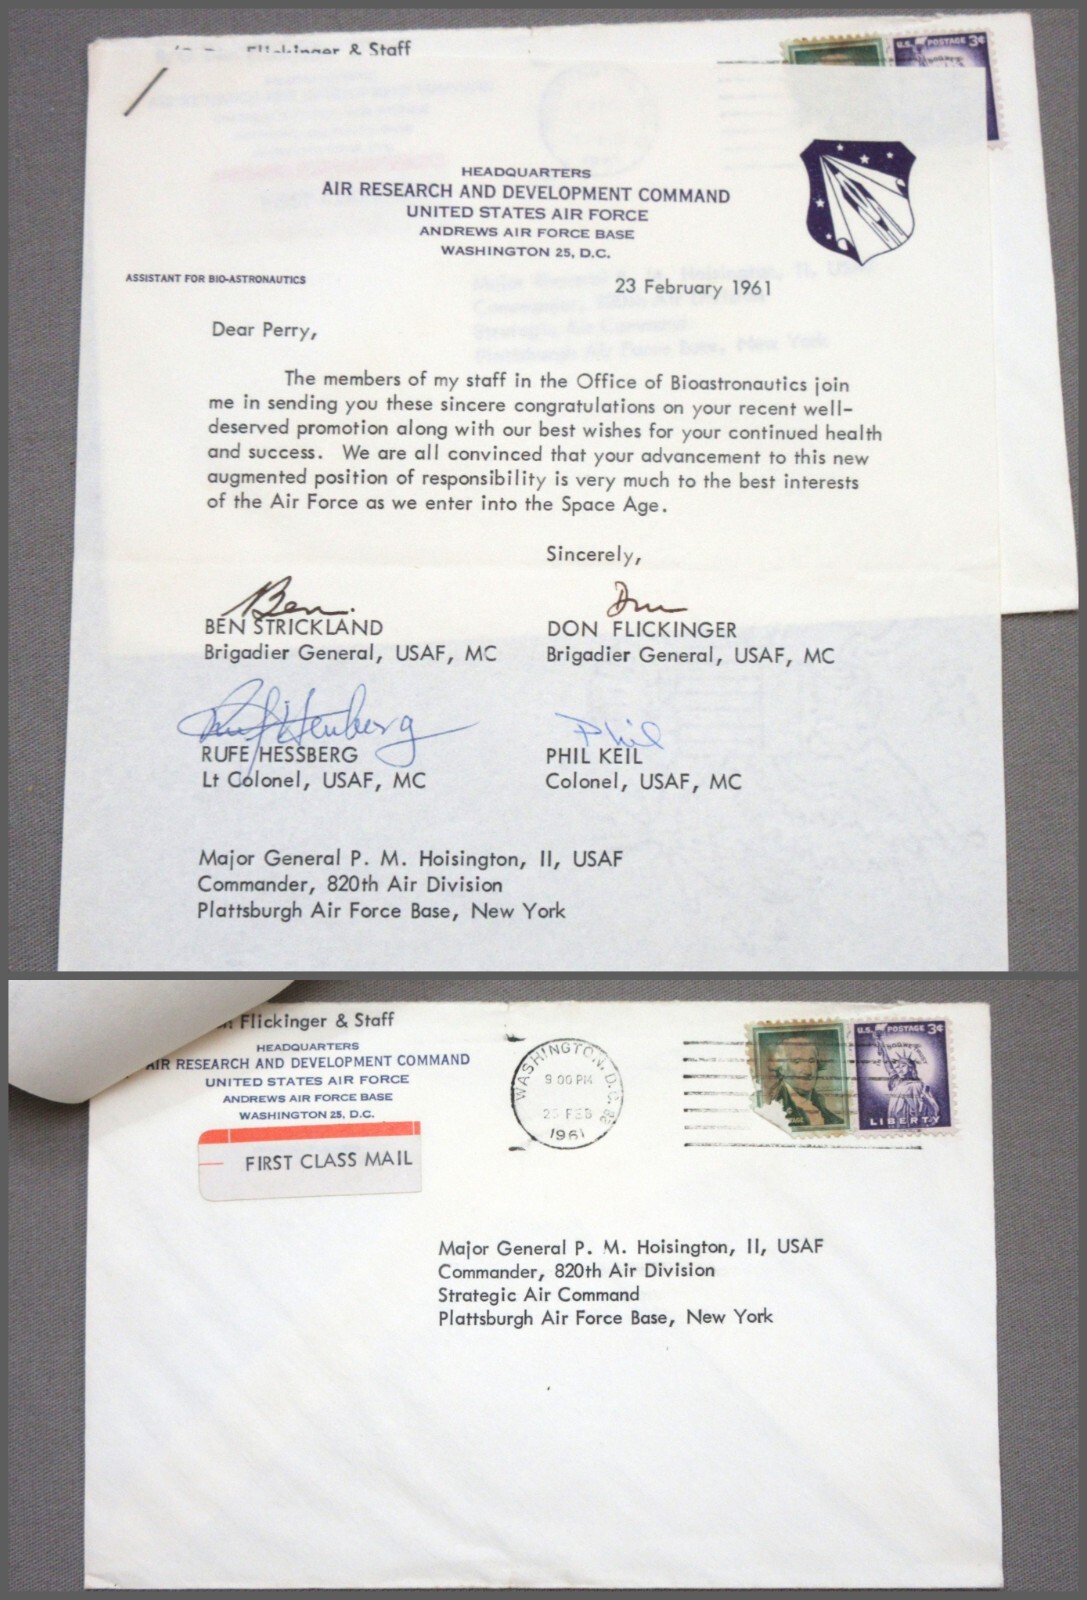 Flickinger & Staff
U.S. POSTAGE 3¢
HEADQUARTERS
AIR RESEARCH AND DEVELOPMENT COMMAND
UNITED STATES AIR FORCE
ANDREWS AIR FORCE BASE
WASHINGTON 25, D.C.
ASSISTANT FOR BIO-ASTRONAUTICS
23 February 1961
Dear Perry,
The members of my staff in the Office of Bioastronautics join
me in sending you these sincere congratulations on your recent well-
deserved promotion along with our best wishes for your continued health
and success. We are all convinced that your advancement to this new
augmented position of responsibility is very much to the best interests
of the Air Force as we enter into the Space Age.
Sincerely,
Ben.
Don
BEN STRICKLAND
DON FLICKINGER
Brigadier General, USAF, MC
Brigadier General, USAF, MC
Rufe Hessberg
Phil
RUFE HESSBERG
PHIL KEIL
Lt Colonel, USAF, MC
Colonel, USAF, MC
Major General P. M. Hoisington, II, USAF
Commander, 820th Air Division
Plattsburgh Air Force Base, New York
Flickinger & Staff
HEADQUARTERS
AIR RESEARCH AND DEVELOPMENT COMMAND
UNITED STATES AIR FORCE
ANDREWS AIR FORCE BASE
WASHINGTON 25, D.C.
FIRST CLASS MAIL
WASHINGTON, D.C.
9 00 PM
FEB
1961
U.S. POSTAGE 3¢
LIBERTY
Major General P. M. Hoisington, II, USAF
Commander, 820th Air Division
Strategic Air Command
Plattsburgh Air Force Base, New York